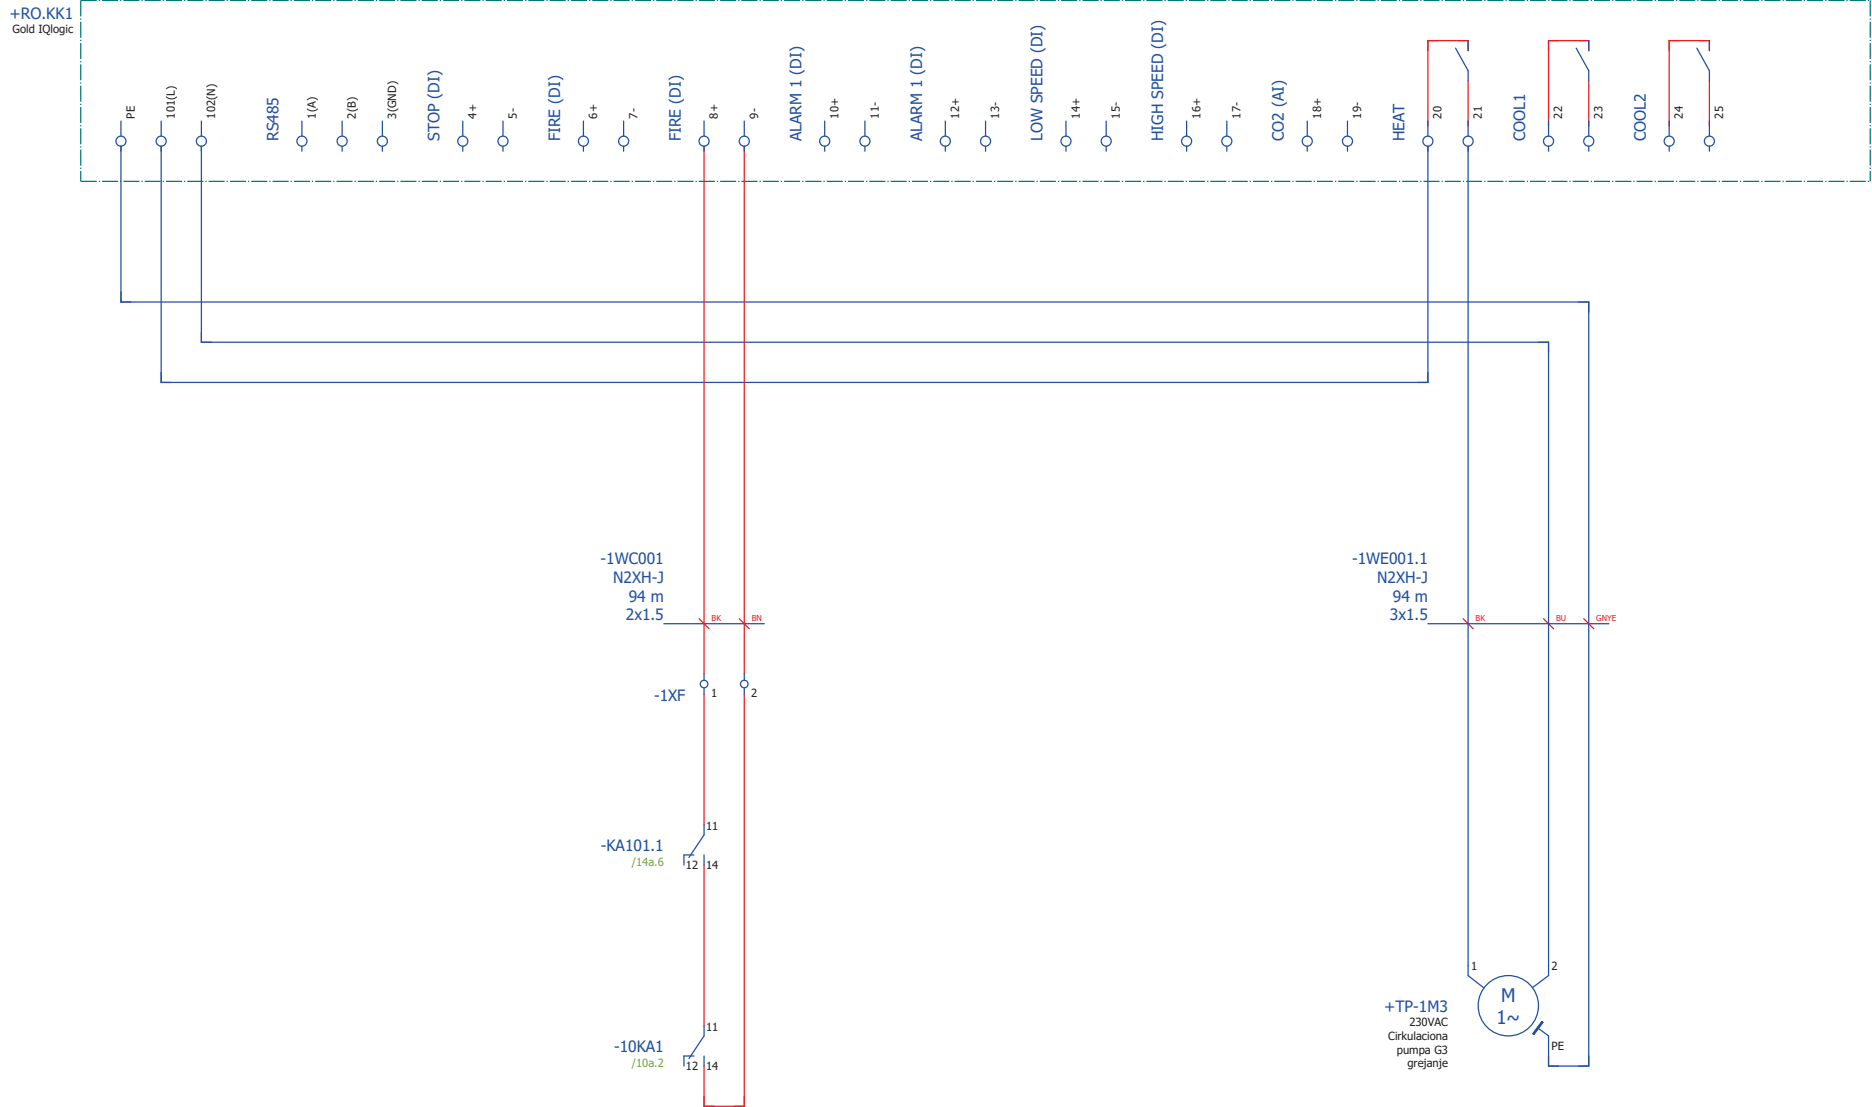 +RO.KK1
Gold IQlogic
PE
101(L)
102(N)
RS485
1(A)
2(B)
3(GND)
STOP (DI)
4+
5-
FIRE (DI)
6+
7-
FIRE (DI)
8+
9-
ALARM 1 (DI)
10+
11-
ALARM 1 (DI)
12+
13-
LOW SPEED (DI)
14+
15-
HIGH SPEED (DI)
16+
17-
CO2 (AI)
18+
19-
HEAT
20
21
COOL1
22
23
COOL2
24
25
-1WC001
N2XH-J
94 m
2x1.5
BK
BN
-1WE001.1
N2XH-J
94 m
3x1.5
BK
BU
GNYE
-1XF
1
2
-KA101.1
/14a.6
11
12
14
-10KA1
/10a.2
11
12
14
+TP-1M3
230VAC
Cirkulaciona
pumpa G3
grejanje
1
2
M
1~
PE